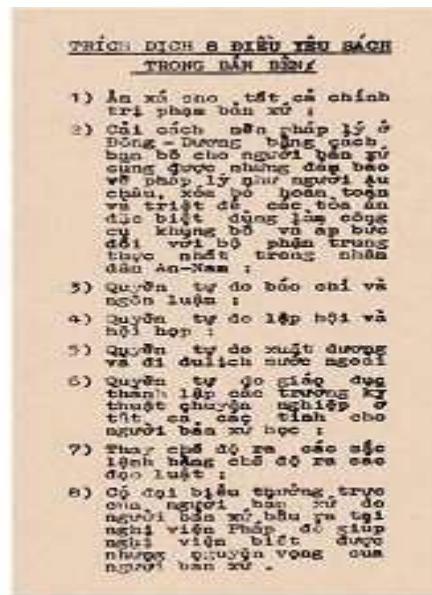 TRÍCH DỊCH 8 ĐIỀU YÊU SÁCH
TRONG BẢN BÊN/
1) Ân xá cho tất cả chính
trị phạm bản xứ ;
2) Cải cách nền pháp lý ở
Đông-Dương bằng cách
ban bố cho người bản xứ
cũng được những đảm bảo
về pháp lý như người Âu
châu, xóa bỏ hoàn toàn
và triệt để các tòa án
đặc biệt dùng làm công
cụ khủng bố và áp bức
đối với bộ phận trung
thực nhất trong nhân
dân An-Nam ;
3) Quyền tự do báo chí và
ngôn luận ;
4) Quyền tự do lập hội và
hội họp ;
5) Quyền tự do xuất dương
và đi du lịch nước ngoài
6) Quyền tự do giáo dục
thành lập các trường kỹ
thuật chuyên nghiệp ở
tất cả các tỉnh cho
người bản xứ học ;
7) Thay chế độ ra các sắc
lệnh bằng chế độ ra các
đạo luật ;
8) Có đại biểu thường trực
của người bản xứ do
người bản xứ bầu ra tại
nghị viện Pháp để giúp
nghị viện biết được
những nguyện vọng của
người bản xứ .